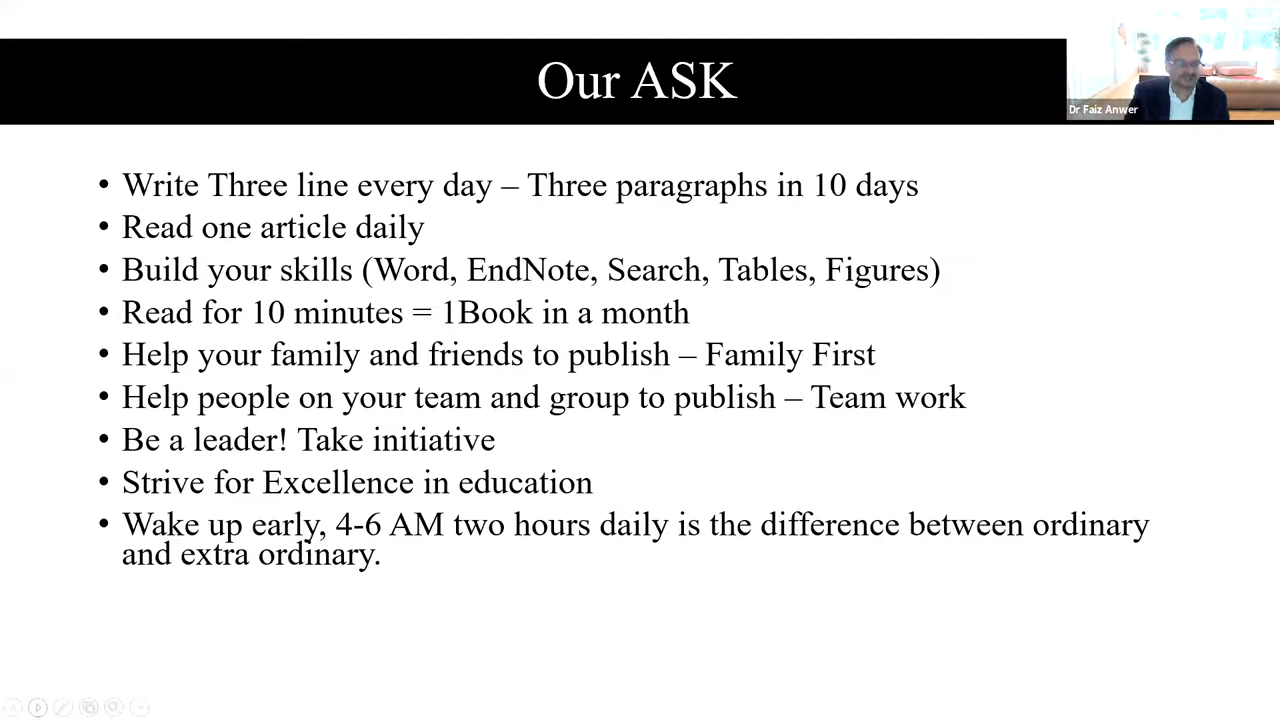 Our ASK
Dr Faiz Anwer
• Write Three line every day – Three paragraphs in 10 days
• Read one article daily
• Build your skills (Word, EndNote, Search, Tables, Figures)
• Read for 10 minutes = 1Book in a month
• Help your family and friends to publish – Family First
• Help people on your team and group to publish – Team work
• Be a leader! Take initiative
• Strive for Excellence in education
• Wake up early, 4-6 AM two hours daily is the difference between ordinary
and extra ordinary.